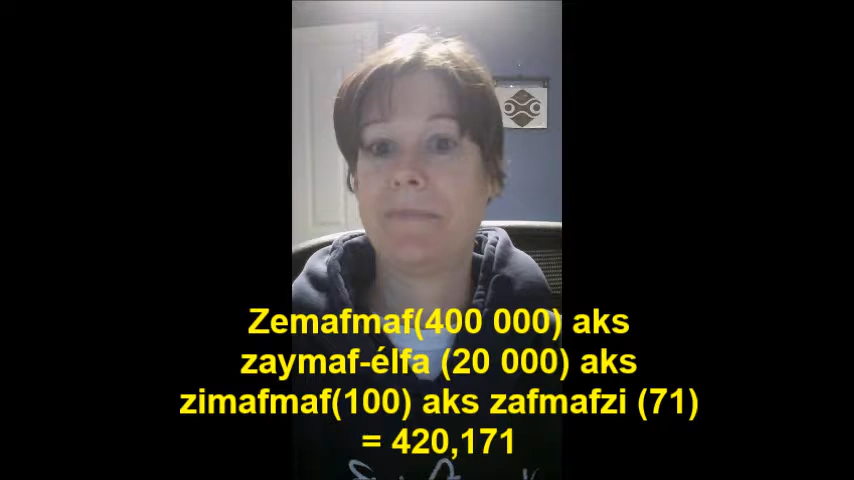 Zemafmaf(400 000) aks
zaymaf-élfa (20 000) aks
zimafmaf(100) aks zafmafzi (71)
= 420,171